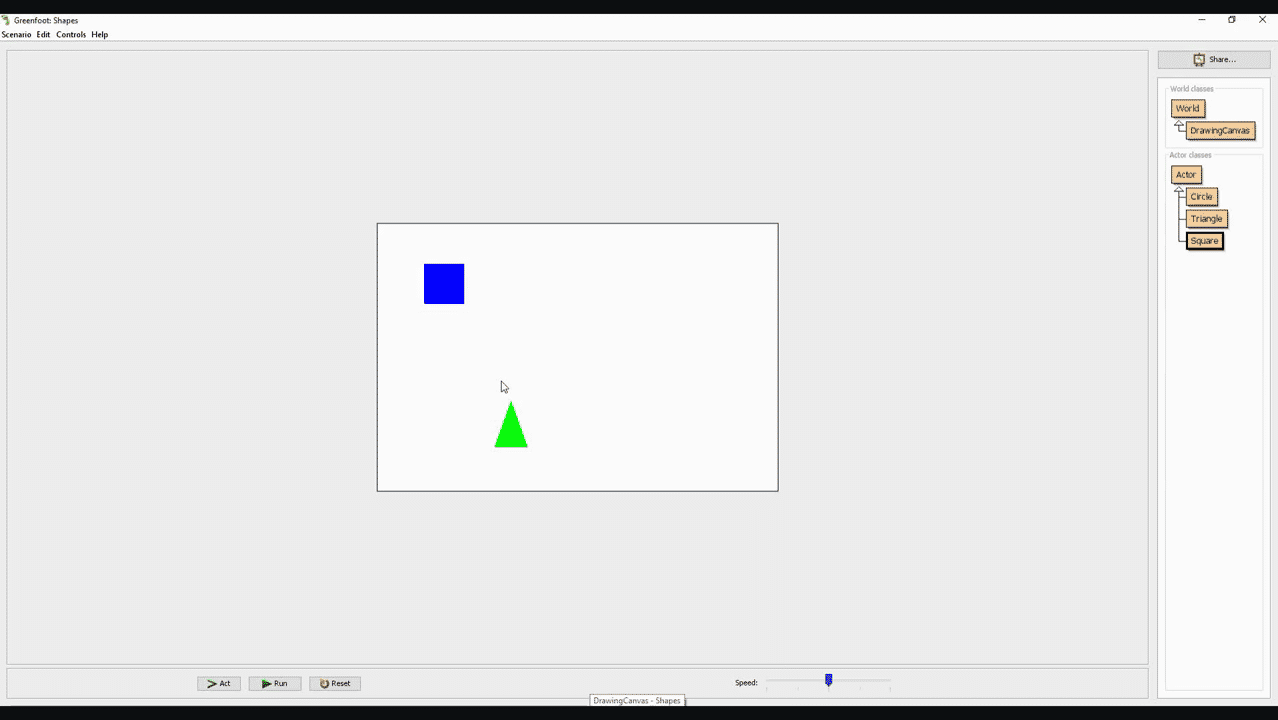 Greenfoot: Shapes
Scenario Edit Controls Help
Share...
World classes
World
DrawingCanvas
Actor classes
Actor
Circle
Triangle
Square
Act Run Reset Speed:
DrawingCanvas - Shapes